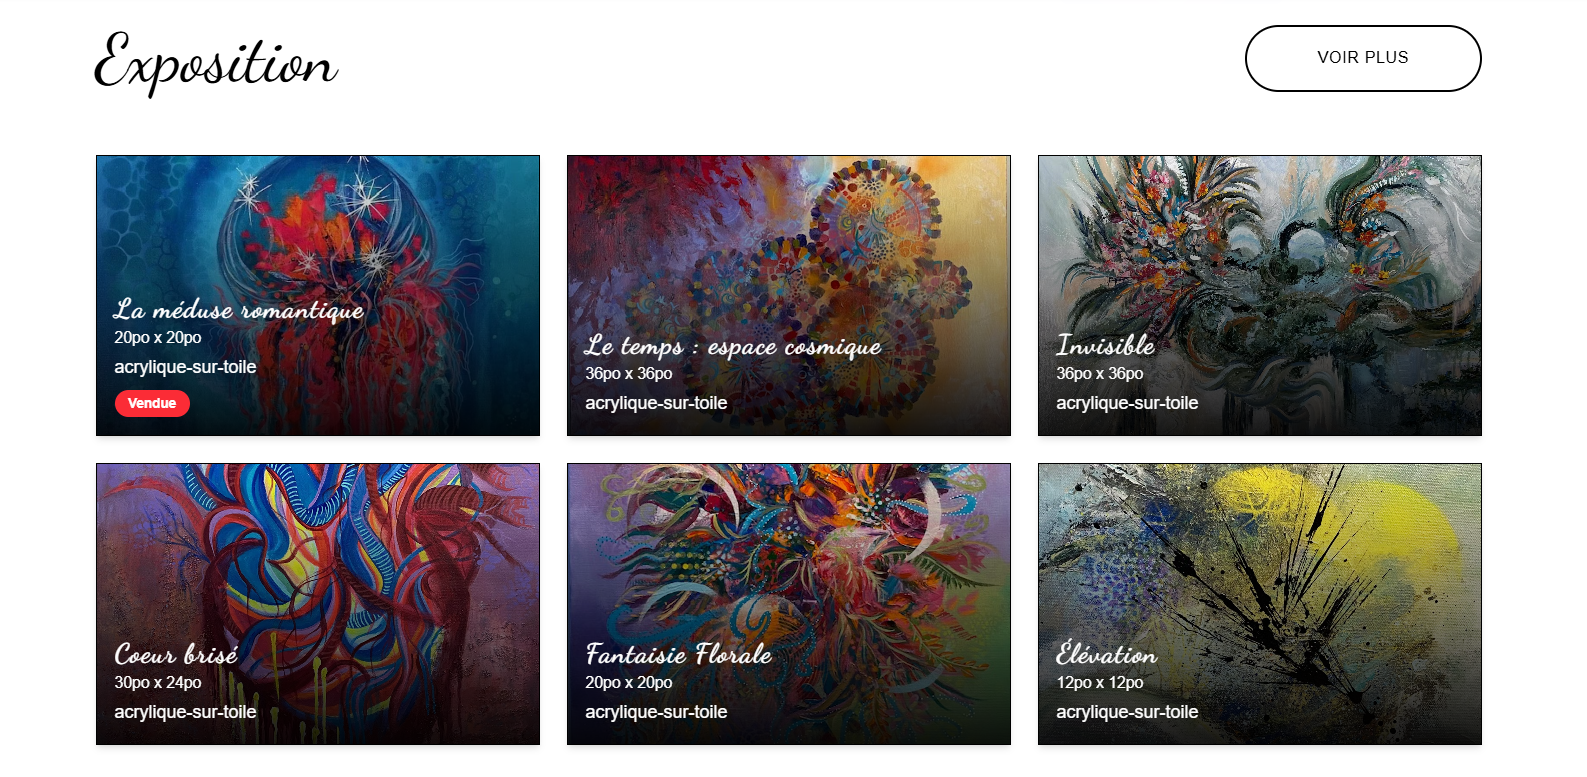 Exposition
VOIR PLUS
La méduse romantique
20po x 20po
acrylique-sur-toile
Vendue
Le temps : espace cosmique
36po x 36po
acrylique-sur-toile
Invisible
36po x 36po
acrylique-sur-toile
Coeur brisé
30po x 24po
acrylique-sur-toile
Fantaisie Florale
20po x 20po
acrylique-sur-toile
Élévation
12po x 12po
acrylique-sur-toile